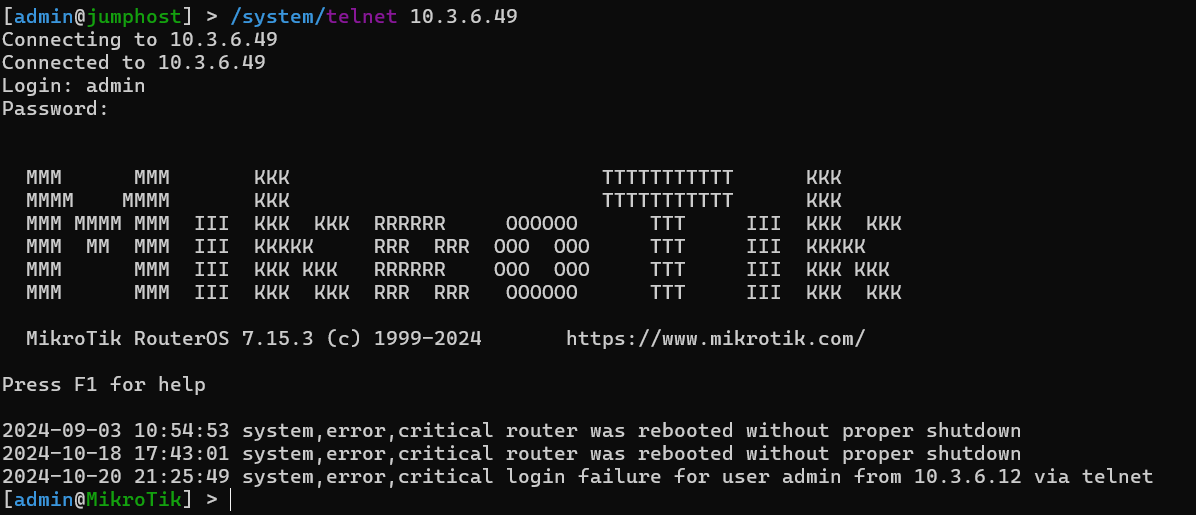 [admin@jumphost] > /system/telnet 10.3.6.49
Connecting to 10.3.6.49
Connected to 10.3.6.49
Login: admin
Password:

  MMM      MMM       KKK                          TTTTTTTTTTT      KKK
  MMMM    MMMM       KKK                          TTTTTTTTTTT      KKK
  MMM MMMM MMM  III  KKK  KKK  RRRRRR     OOOOOO      TTT     III  KKK  KKK
  MMM  MM  MMM  III  KKKKK     RRR  RRR  OOO  OOO     TTT     III  KKKKK
  MMM      MMM  III  KKK KKK   RRRRRR    OOO  OOO     TTT     III  KKK KKK
  MMM      MMM  III  KKK  KKK  RRR  RRR   OOOOOO      TTT     III  KKK  KKK

  MikroTik RouterOS 7.15.3 (c) 1999-2024       https://www.mikrotik.com/

Press F1 for help

2024-09-03 10:54:53 system,error,critical router was rebooted without proper shutdown
2024-10-18 17:43:01 system,error,critical router was rebooted without proper shutdown
2024-10-20 21:25:49 system,error,critical login failure for user admin from 10.3.6.12 via telnet
[admin@MikroTik] >